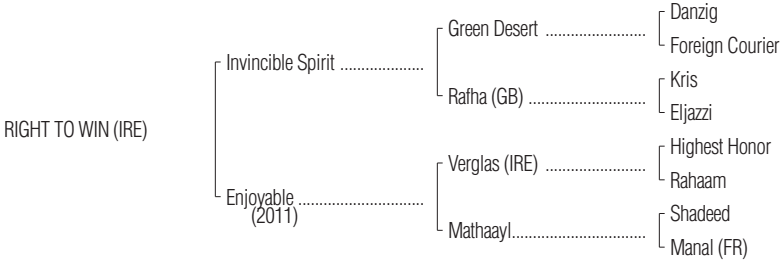 Danzig
Green Desert ........................
Foreign Courier
Invincible Spirit ....................
Kris
Rafha (GB) ............................
Eljazzi
RIGHT TO WIN (IRE)
Highest Honor
Verglas (IRE) ........................
Rahaam
Enjoyable ..............................
(2011)
Shadeed
Mathaayl................................
Manal (FR)